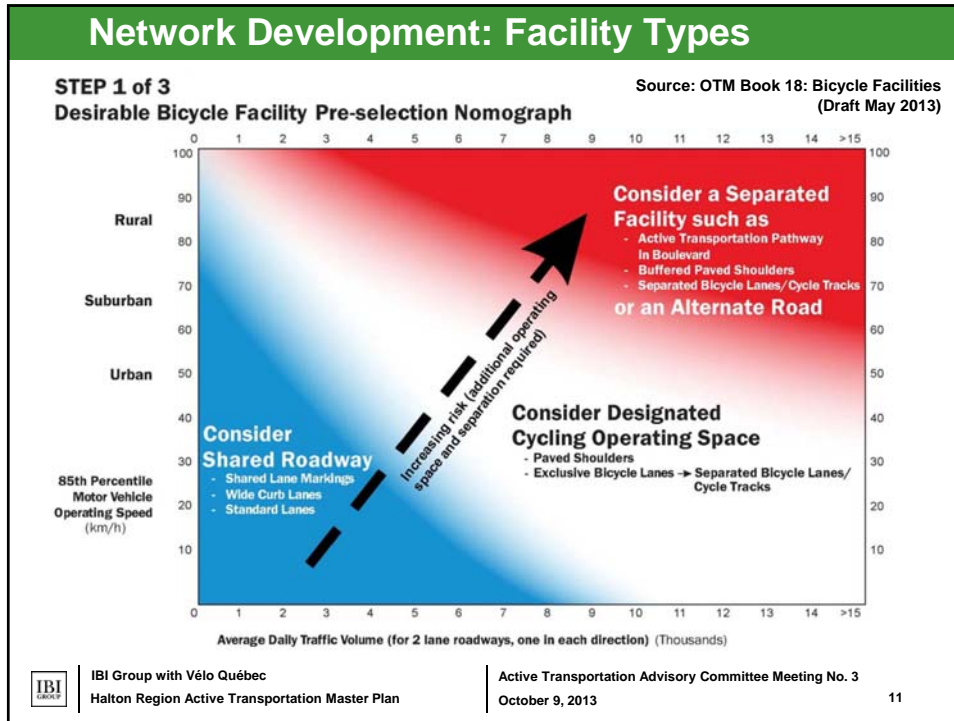 Network Development: Facility Types
STEP 1 of 3
Desirable Bicycle Facility Pre-selection Nomograph
Source: OTM Book 18: Bicycle Facilities
(Draft May 2013)
0 1 2 3 4 5 6 7 8 9 10 11 12 13 14 >15
100
90
80
70
60
50
40
30
20
10
Rural
Suburban
Urban
85th Percentile
Motor Vehicle
Operating Speed
(km/h)
Consider a Separated
Facility such as
- Active Transportation Pathway
In Boulevard
- Buffered Paved Shoulders
- Separated Bicycle Lanes/Cycle Tracks
or an Alternate Road
Increasing risk (additional operating
space and separation required)
Consider Designated
Cycling Operating Space
- Paved Shoulders
- Exclusive Bicycle Lanes → Separated Bicycle Lanes/
Cycle Tracks
Consider
Shared Roadway
- Shared Lane Markings
- Wide Curb Lanes
- Standard Lanes
100
90
80
70
60
50
40
30
20
10
0 1 2 3 4 5 6 7 8 9 10 11 12 13 14 >15
Average Daily Traffic Volume (for 2 lane roadways, one in each direction) (Thousands)
IBI
GROUP
IBI Group with Vélo Québec
Halton Region Active Transportation Master Plan
Active Transportation Advisory Committee Meeting No. 3
October 9, 2013
11